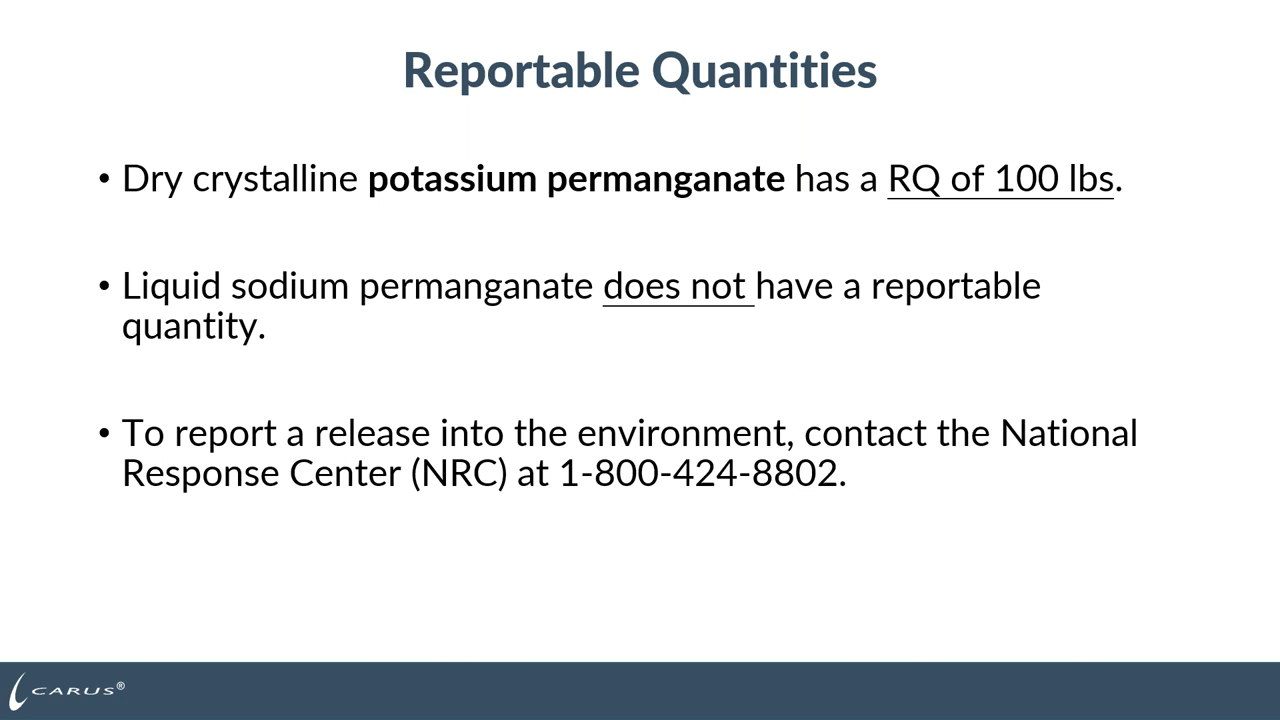 Reportable Quantities
• Dry crystalline potassium permanganate has a RQ of 100 lbs.
• Liquid sodium permanganate does not have a reportable
quantity.
• To report a release into the environment, contact the National
Response Center (NRC) at 1-800-424-8802.
CARUS®